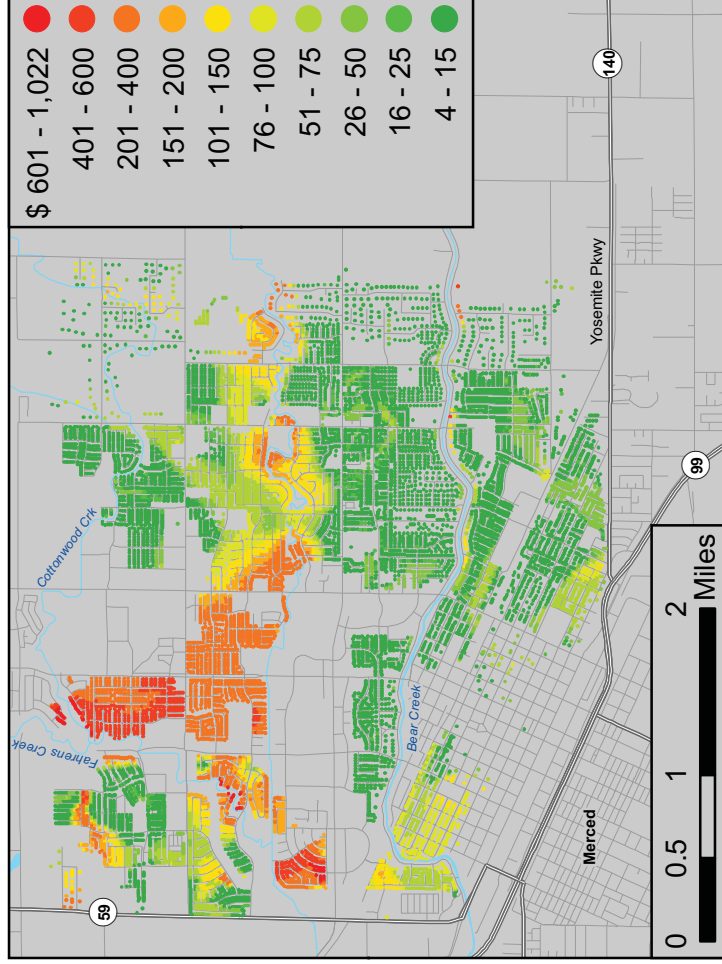 $ 601 - 1,022
401 - 600
201 - 400
151 - 200
101 - 150
76 - 100
51 - 75
26 - 50
16 - 25
4 - 15
140
Yosemite Pkwy
Cottonwood Crk
Fahrens Creek
Bear Creek
59
99
Merced
0 0.5 1 2
Miles